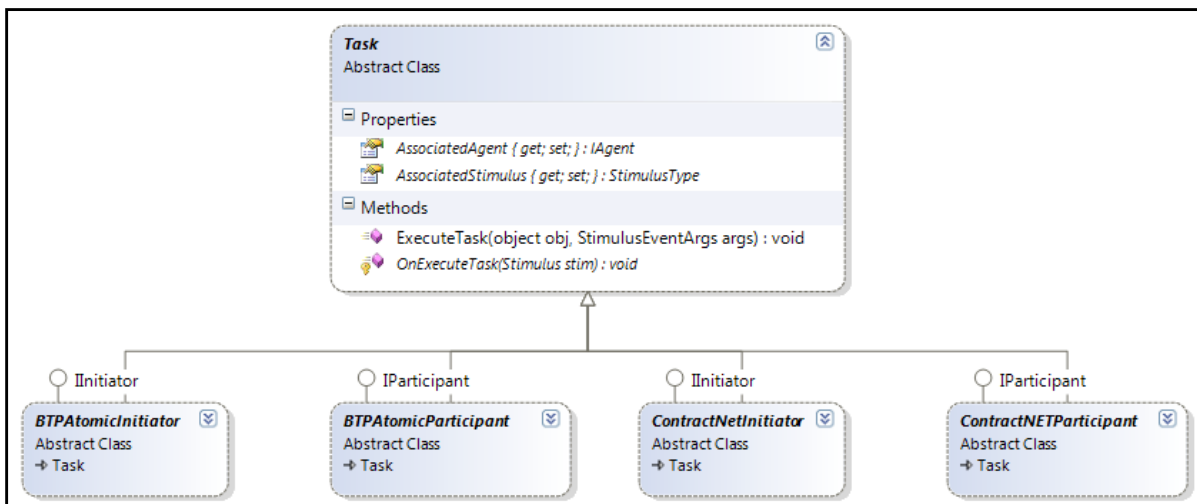 Task
Abstract Class
Properties
AssociatedAgent { get; set; } : IAgent
AssociatedStimulus { get; set; } : StimulusType
Methods
ExecuteTask(object obj, StimulusEventArgs args) : void
OnExecuteTask(Stimulus stim) : void
IInitiator
IParticipant
IInitiator
IParticipant
BTPAtomicInitiator
Abstract Class
Task
BTPAtomicParticipant
Abstract Class
Task
ContractNetInitiator
Abstract Class
Task
ContractNETParticipant
Abstract Class
Task